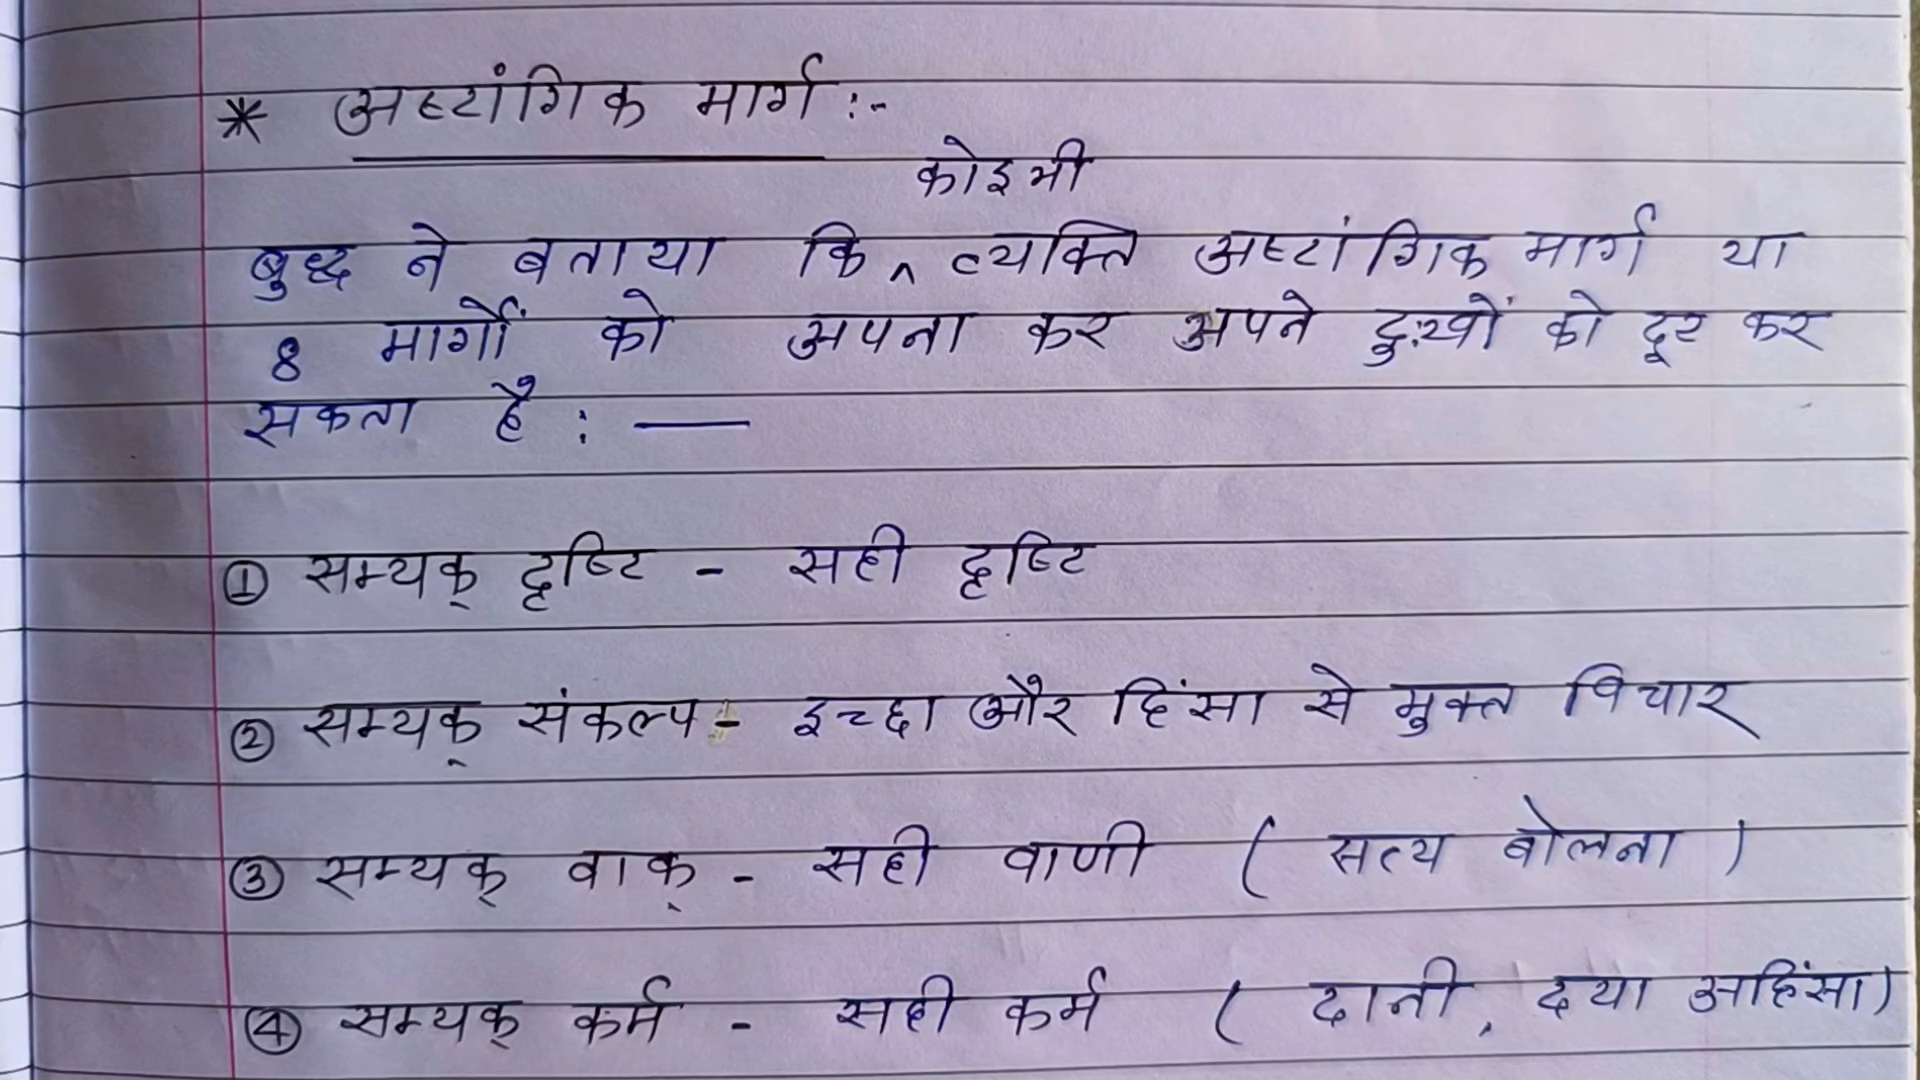 * अष्टांगिक मार्ग :-
कोइ भी
बुद्ध ने बताया कि ^ व्यक्ति अष्टांगिक मार्ग या
8 मार्गों को अपना कर अपने दुःखों को दूर कर
सकता है : —
① सम्यक् दृष्टि - सही दृष्टि
② सम्यक् संकल्प - इच्छा और हिंसा से मुक्त विचार
③ सम्यक् वाक् - सही वाणी ( सत्य बोलना )
④ सम्यक् कर्म - सही कर्म ( दानी, दया अहिंसा)